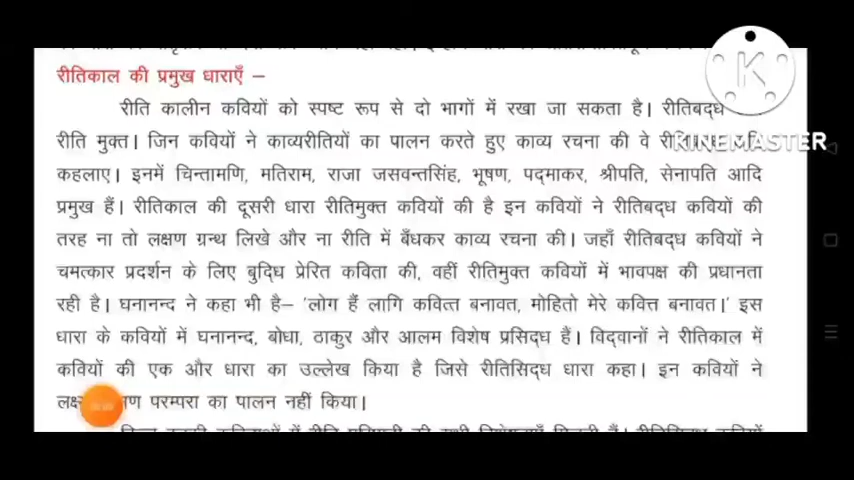 रीतिकाल की प्रमुख धाराएँ –
रीति कालीन कवियों को स्पष्ट रूप से दो भागों में रखा जा सकता है। रीतिबद्ध
रीति मुक्त। जिन कवियों ने काव्यरीतियों का पालन करते हुए काव्य रचना की वे
KINEMASTER
कहलाए। इनमें चिन्तामणि, मतिराम, राजा जसवन्तसिंह, भूषण, पद्माकर, श्रीपति, सेनापति आदि
प्रमुख हैं। रीतिकाल की दूसरी धारा रीतिमुक्त कवियों की है इन कवियों ने रीतिबद्ध कवियों की
तरह ना तो लक्षण ग्रन्थ लिखे और ना रीति में बँधकर काव्य रचना की। जहाँ रीतिबद्ध कवियों ने
चमत्कार प्रदर्शन के लिए बुद्धि प्रेरित कविता की, वहीं रीतिमुक्त कवियों में भावपक्ष की प्रधानता
रही है। घनानन्द ने कहा भी है– 'लोग हैं लागि कवित्त बनावत, मोहितो मेरे कवित्त बनावत।' इस
धारा के कवियों में घनानन्द, बोधा, ठाकुर और आलम विशेष प्रसिद्ध हैं। विद्वानों ने रीतिकाल में
कवियों की एक और धारा का उल्लेख किया है जिसे रीतिसिद्ध धारा कहा। इन कवियों ने
परम्परा का पालन नहीं किया।